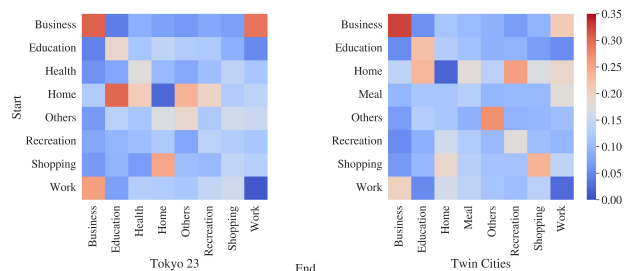 Start
Business
Education
Health
Home
Others
Recreation
Shopping
Work
Business
Education
Health
Home
Others
Recreation
Shopping
Work
Tokyo 23
Business
Education
Home
Meal
Others
Recreation
Shopping
Work
Business
Education
Home
Meal
Others
Recreation
Shopping
Work
Twin Cities
End
0.35
0.30
0.25
0.20
0.15
0.10
0.05
0.00